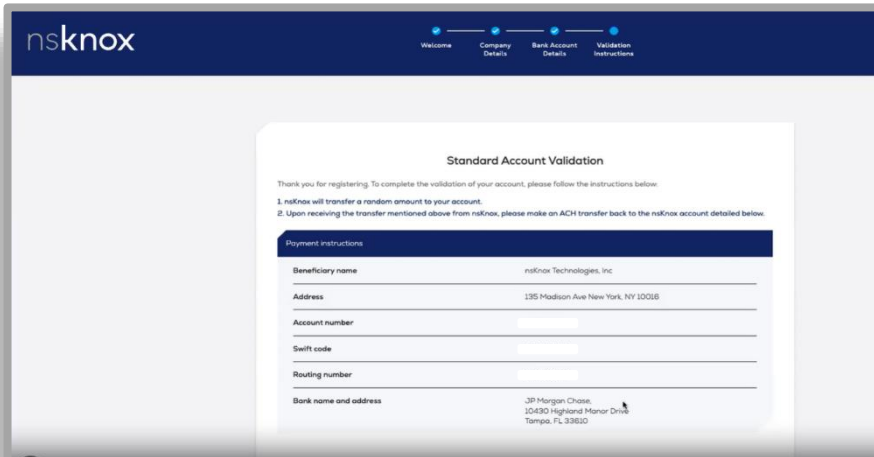 nsknox
Welcome
Company Details
Bank Account Details
Validation Instructions
Standard Account Validation
Thank you for registering. To complete the validation of your account, please follow the instructions below:
1. nsKnox will transfer a random amount to your account.
2. Upon receiving the transfer mentioned above from nsKnox, please make an ACH transfer back to the nsKnox account detailed below.
Payment instructions
Beneficiary name nsKnox Technologies, Inc
Address 135 Madison Ave New York, NY 10016
Account number
Swift code
Routing number
Bank name and address JP Morgan Chase,
10430 Highland Manor Drive
Tampa, FL 33610